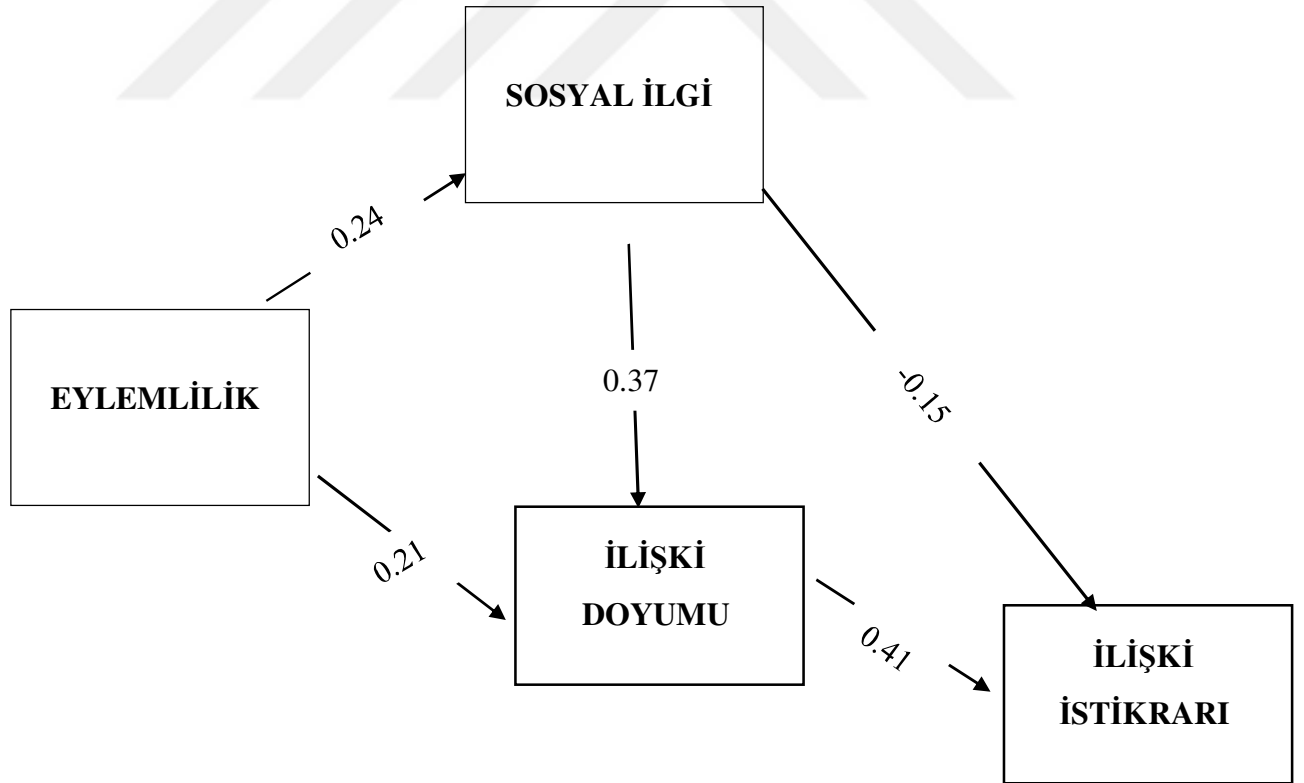 SOSYAL İLGİ
0.24
EYLEMLİLİK
0.37
-0.15
0.21
İLİŞKİ
DOYUMU
0.41
İLİŞKİ
İSTİKRARI